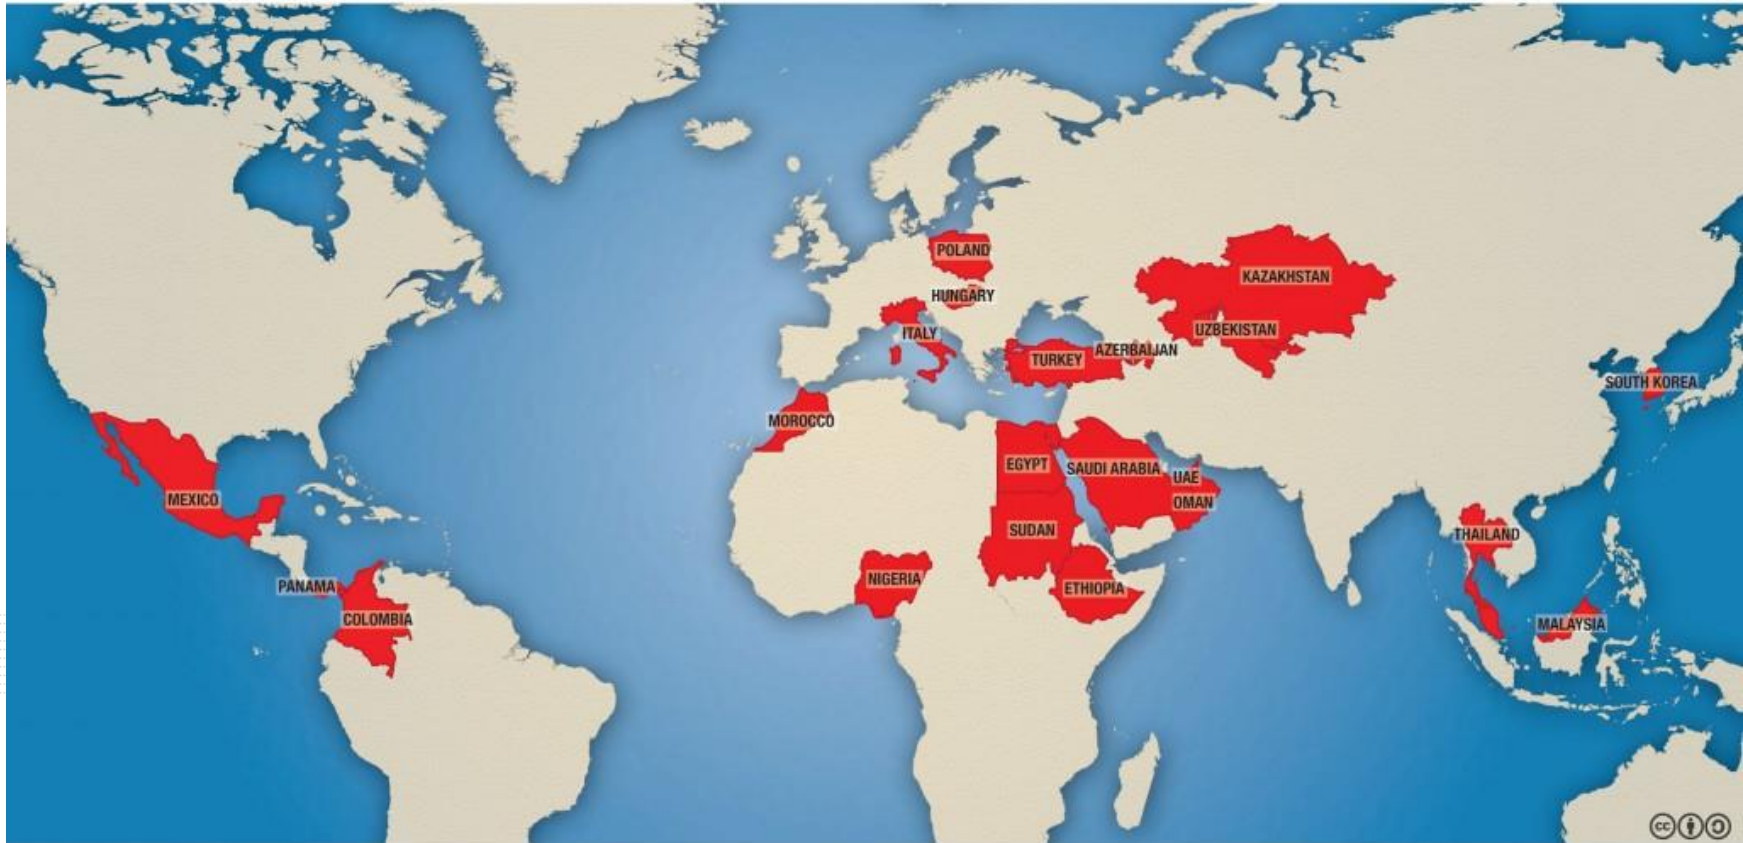 POLAND
KAZAKHSTAN
HUNGARY
UZBEKISTAN
ITALY
AZERBAIJAN
TURKEY
SOUTH KOREA
MOROCCO
EGYPT
SAUDI ARABIA
UAE
MEXICO
OMAN
SUDAN
THAILAND
NIGERIA
PANAMA
ETHIOPIA
COLOMBIA
MALAYSIA
cc